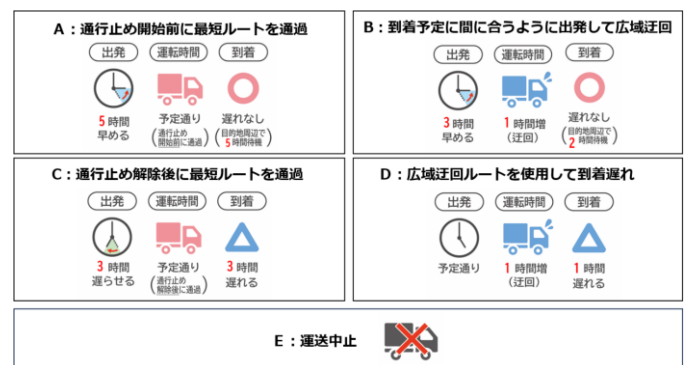 A：通行止め開始前に最短ルートを通過
出発 運転時間 到着
5時間
早める
予定通り
(通行止め
開始前に通過)
遅れなし
(目的地周辺で
5時間待機)
B：到着予定に間に合うように出発して広域迂回
出発 運転時間 到着
3時間
早める
1時間増
(迂回)
遅れなし
(目的地周辺で
2時間待機)
C：通行止め解除後に最短ルートを通過
出発 運転時間 到着
3時間
遅らせる
予定通り
(通行止め
解除後に通過)
3時間
遅れる
D：広域迂回ルートを使用して到着遅れ
出発 運転時間 到着
予定通り
1時間増
(迂回)
1時間
遅れる
E：運送中止